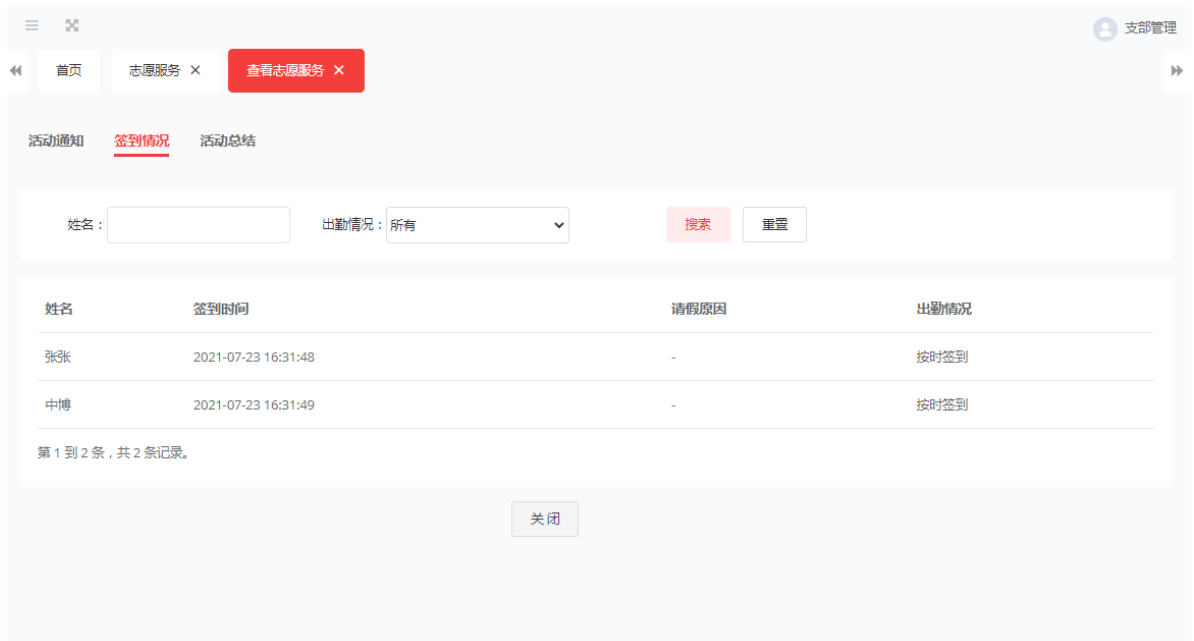 支部管理
首页 志愿服务 × 查看志愿服务 ×
活动通知 签到情况 活动总结
姓名： 出勤情况：所有 搜索 重置
姓名 签到时间 请假原因 出勤情况
张张 2021-07-23 16:31:48 - 按时签到
中博 2021-07-23 16:31:49 - 按时签到
第 1 到 2 条，共 2 条记录。
关 闭